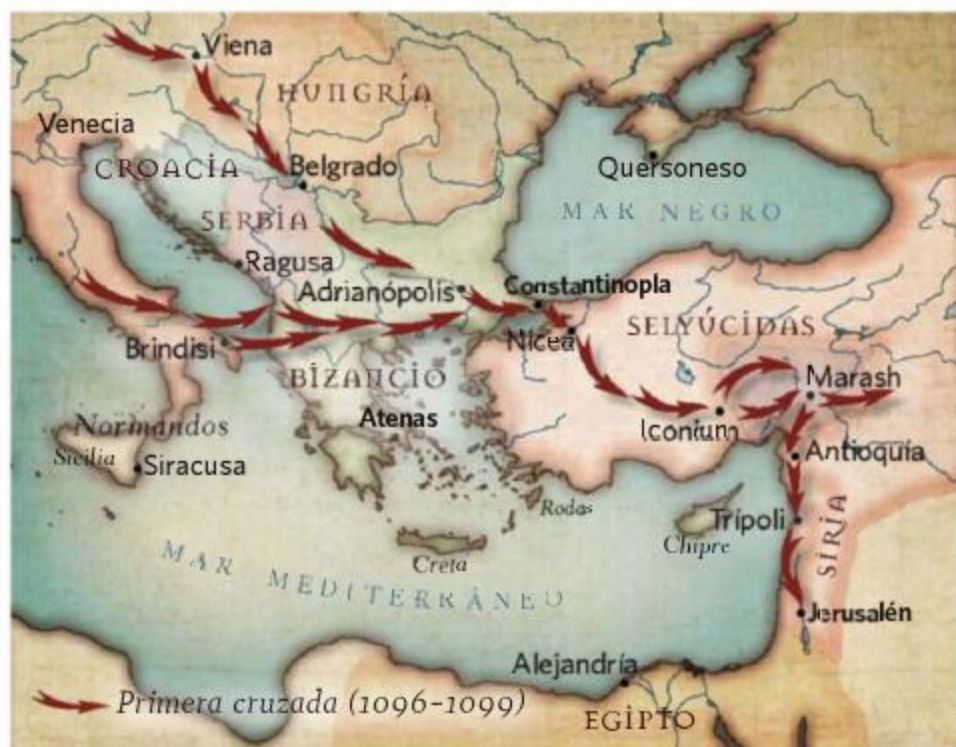 Viena
HUNGRÍA
Venecia
CROACIA
Belgrado
Quersoneso
SERBIA
MAR NEGRO
Ragusa
Adrianópolis
Constantinopla
SELYÚCIDAS
Nicea
Brindisi
BIZANCIO
Marash
Atenas
Iconium
Normandos
Sicilia
Siracusa
Antioquía
Rodas
Trípoli
Chipre
SIRIA
Creta
MAR MEDITERRÁNEO
Jerusalén
Alejandría
Primera cruzada (1096-1099)
EGIPTO